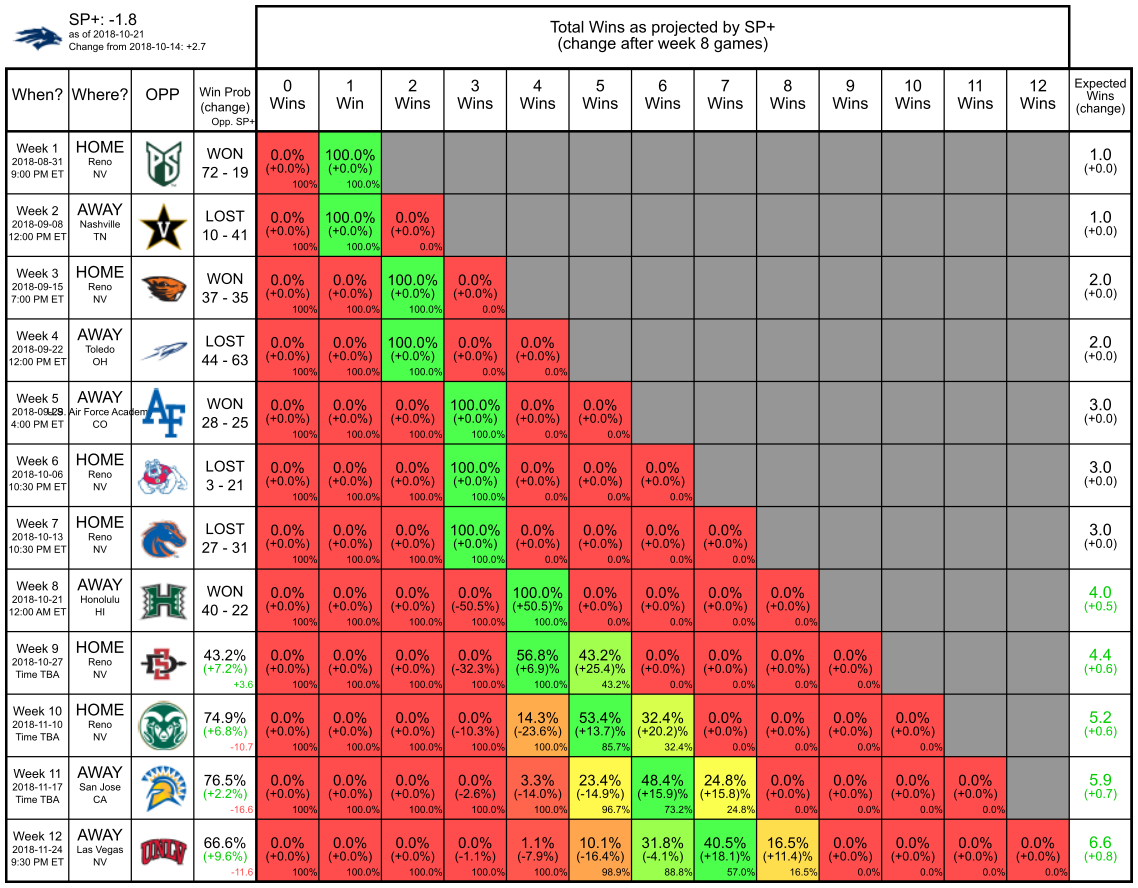 SP+: -1.8
as of 2018-10-21
Change from 2018-10-14: +2.7
Total Wins as projected by SP+
(change after week 8 games)
When? Where? OPP Win Prob (change) Opp. SP+ 0 Wins 1 Win 2 Wins 3 Wins 4 Wins 5 Wins 6 Wins 7 Wins 8 Wins 9 Wins 10 Wins 11 Wins 12 Wins Expected Wins (change)
Week 1 HOME PS WON 0.0% 100.0% 1.0
2018-08-31 Reno (+0.0%) (+0.0%) (+0.0)
9:00 PM ET NV 72 - 19 100% 100.0%
Week 2 AWAY V LOST 0.0% 100.0% 0.0% 1.0
2018-09-08 Nashville (+0.0%) (+0.0%) (+0.0%) (+0.0)
12:00 PM ET TN 10 - 41 100% 100.0% 0.0%
Week 3 HOME WON 0.0% 0.0% 100.0% 0.0% 2.0
2018-09-15 Reno (+0.0%) (+0.0%) (+0.0%) (+0.0%) (+0.0)
7:00 PM ET NV 37 - 35 100% 100.0% 100.0% 0.0%
Week 4 AWAY LOST 0.0% 0.0% 100.0% 0.0% 0.0% 2.0
2018-09-22 Toledo (+0.0%) (+0.0%) (+0.0%) (+0.0%) (+0.0%) (+0.0)
12:00 PM ET OH 44 - 63 100% 100.0% 100.0% 0.0% 0.0%
Week 5 AWAY AF WON 0.0% 0.0% 0.0% 100.0% 0.0% 0.0% 3.0
2018-09-29 U.S. Air Force Academy (+0.0%) (+0.0%) (+0.0%) (+0.0%) (+0.0%) (+0.0%) (+0.0)
4:00 PM ET CO 28 - 25 100% 100.0% 100.0% 100.0% 0.0% 0.0%
Week 6 HOME LOST 0.0% 0.0% 0.0% 100.0% 0.0% 0.0% 0.0% 3.0
2018-10-06 Reno (+0.0%) (+0.0%) (+0.0%) (+0.0%) (+0.0%) (+0.0%) (+0.0%) (+0.0)
10:30 PM ET NV 3 - 21 100% 100.0% 100.0% 100.0% 0.0% 0.0% 0.0%
Week 7 HOME LOST 0.0% 0.0% 0.0% 100.0% 0.0% 0.0% 0.0% 0.0% 3.0
2018-10-13 Reno (+0.0%) (+0.0%) (+0.0%) (+0.0%) (+0.0%) (+0.0%) (+0.0%) (+0.0%) (+0.0)
10:30 PM ET NV 27 - 31 100% 100.0% 100.0% 100.0% 0.0% 0.0% 0.0% 0.0%
Week 8 AWAY H WON 0.0% 0.0% 0.0% 0.0% 100.0% 0.0% 0.0% 0.0% 0.0% 4.0
2018-10-21 Honolulu (+0.0%) (+0.0%) (+0.0%) (-50.5%) (+50.5)% (+0.0%) (+0.0%) (+0.0%) (+0.0%) (+0.5)
12:00 AM ET HI 40 - 22 100% 100.0% 100.0% 100.0% 100.0% 0.0% 0.0% 0.0% 0.0%
Week 9 HOME SD 43.2% 0.0% 0.0% 0.0% 0.0% 56.8% 43.2% 0.0% 0.0% 0.0% 0.0% 4.4
2018-10-27 Reno (+7.2%) (+0.0%) (+0.0%) (+0.0%) (-32.3%) (+6.9)% (+25.4)% (+0.0%) (+0.0%) (+0.0%) (+0.0%) (+0.6)
Time TBA NV +3.6 100% 100.0% 100.0% 100.0% 100.0% 43.2% 0.0% 0.0% 0.0% 0.0%
Week 10 HOME 74.9% 0.0% 0.0% 0.0% 0.0% 14.3% 53.4% 32.4% 0.0% 0.0% 0.0% 0.0% 5.2
2018-11-10 Reno (+6.8%) (+0.0%) (+0.0%) (+0.0%) (-10.3%) (-23.6%) (+13.7)% (+20.2)% (+0.0%) (+0.0%) (+0.0%) (+0.0%) (+0.6)
Time TBA NV -10.7 100% 100.0% 100.0% 100.0% 100.0% 85.7% 32.4% 0.0% 0.0% 0.0% 0.0%
Week 11 AWAY 76.5% 0.0% 0.0% 0.0% 0.0% 3.3% 23.4% 48.4% 24.8% 0.0% 0.0% 0.0% 0.0% 5.9
2018-11-17 San Jose (+2.2%) (+0.0%) (+0.0%) (+0.0%) (-2.6%) (-14.0%) (-14.9%) (+15.9)% (+15.8)% (+0.0%) (+0.0%) (+0.0%) (+0.0%) (+0.7)
Time TBA CA -16.6 100% 100.0% 100.0% 100.0% 100.0% 96.7% 73.2% 24.8% 0.0% 0.0% 0.0% 0.0%
Week 12 AWAY UNLV 66.6% 0.0% 0.0% 0.0% 0.0% 1.1% 10.1% 31.8% 40.5% 16.5% 0.0% 0.0% 0.0% 0.0% 6.6
2018-11-24 Las Vegas (+9.6%) (+0.0%) (+0.0%) (+0.0%) (-1.1%) (-7.9%) (-16.4%) (-4.1%) (+18.1)% (+11.4)% (+0.0%) (+0.0%) (+0.0%) (+0.0%) (+0.8)
9:30 PM ET NV -11.6 100% 100.0% 100.0% 100.0% 100.0% 98.9% 88.8% 57.0% 16.5% 0.0% 0.0% 0.0% 0.0%